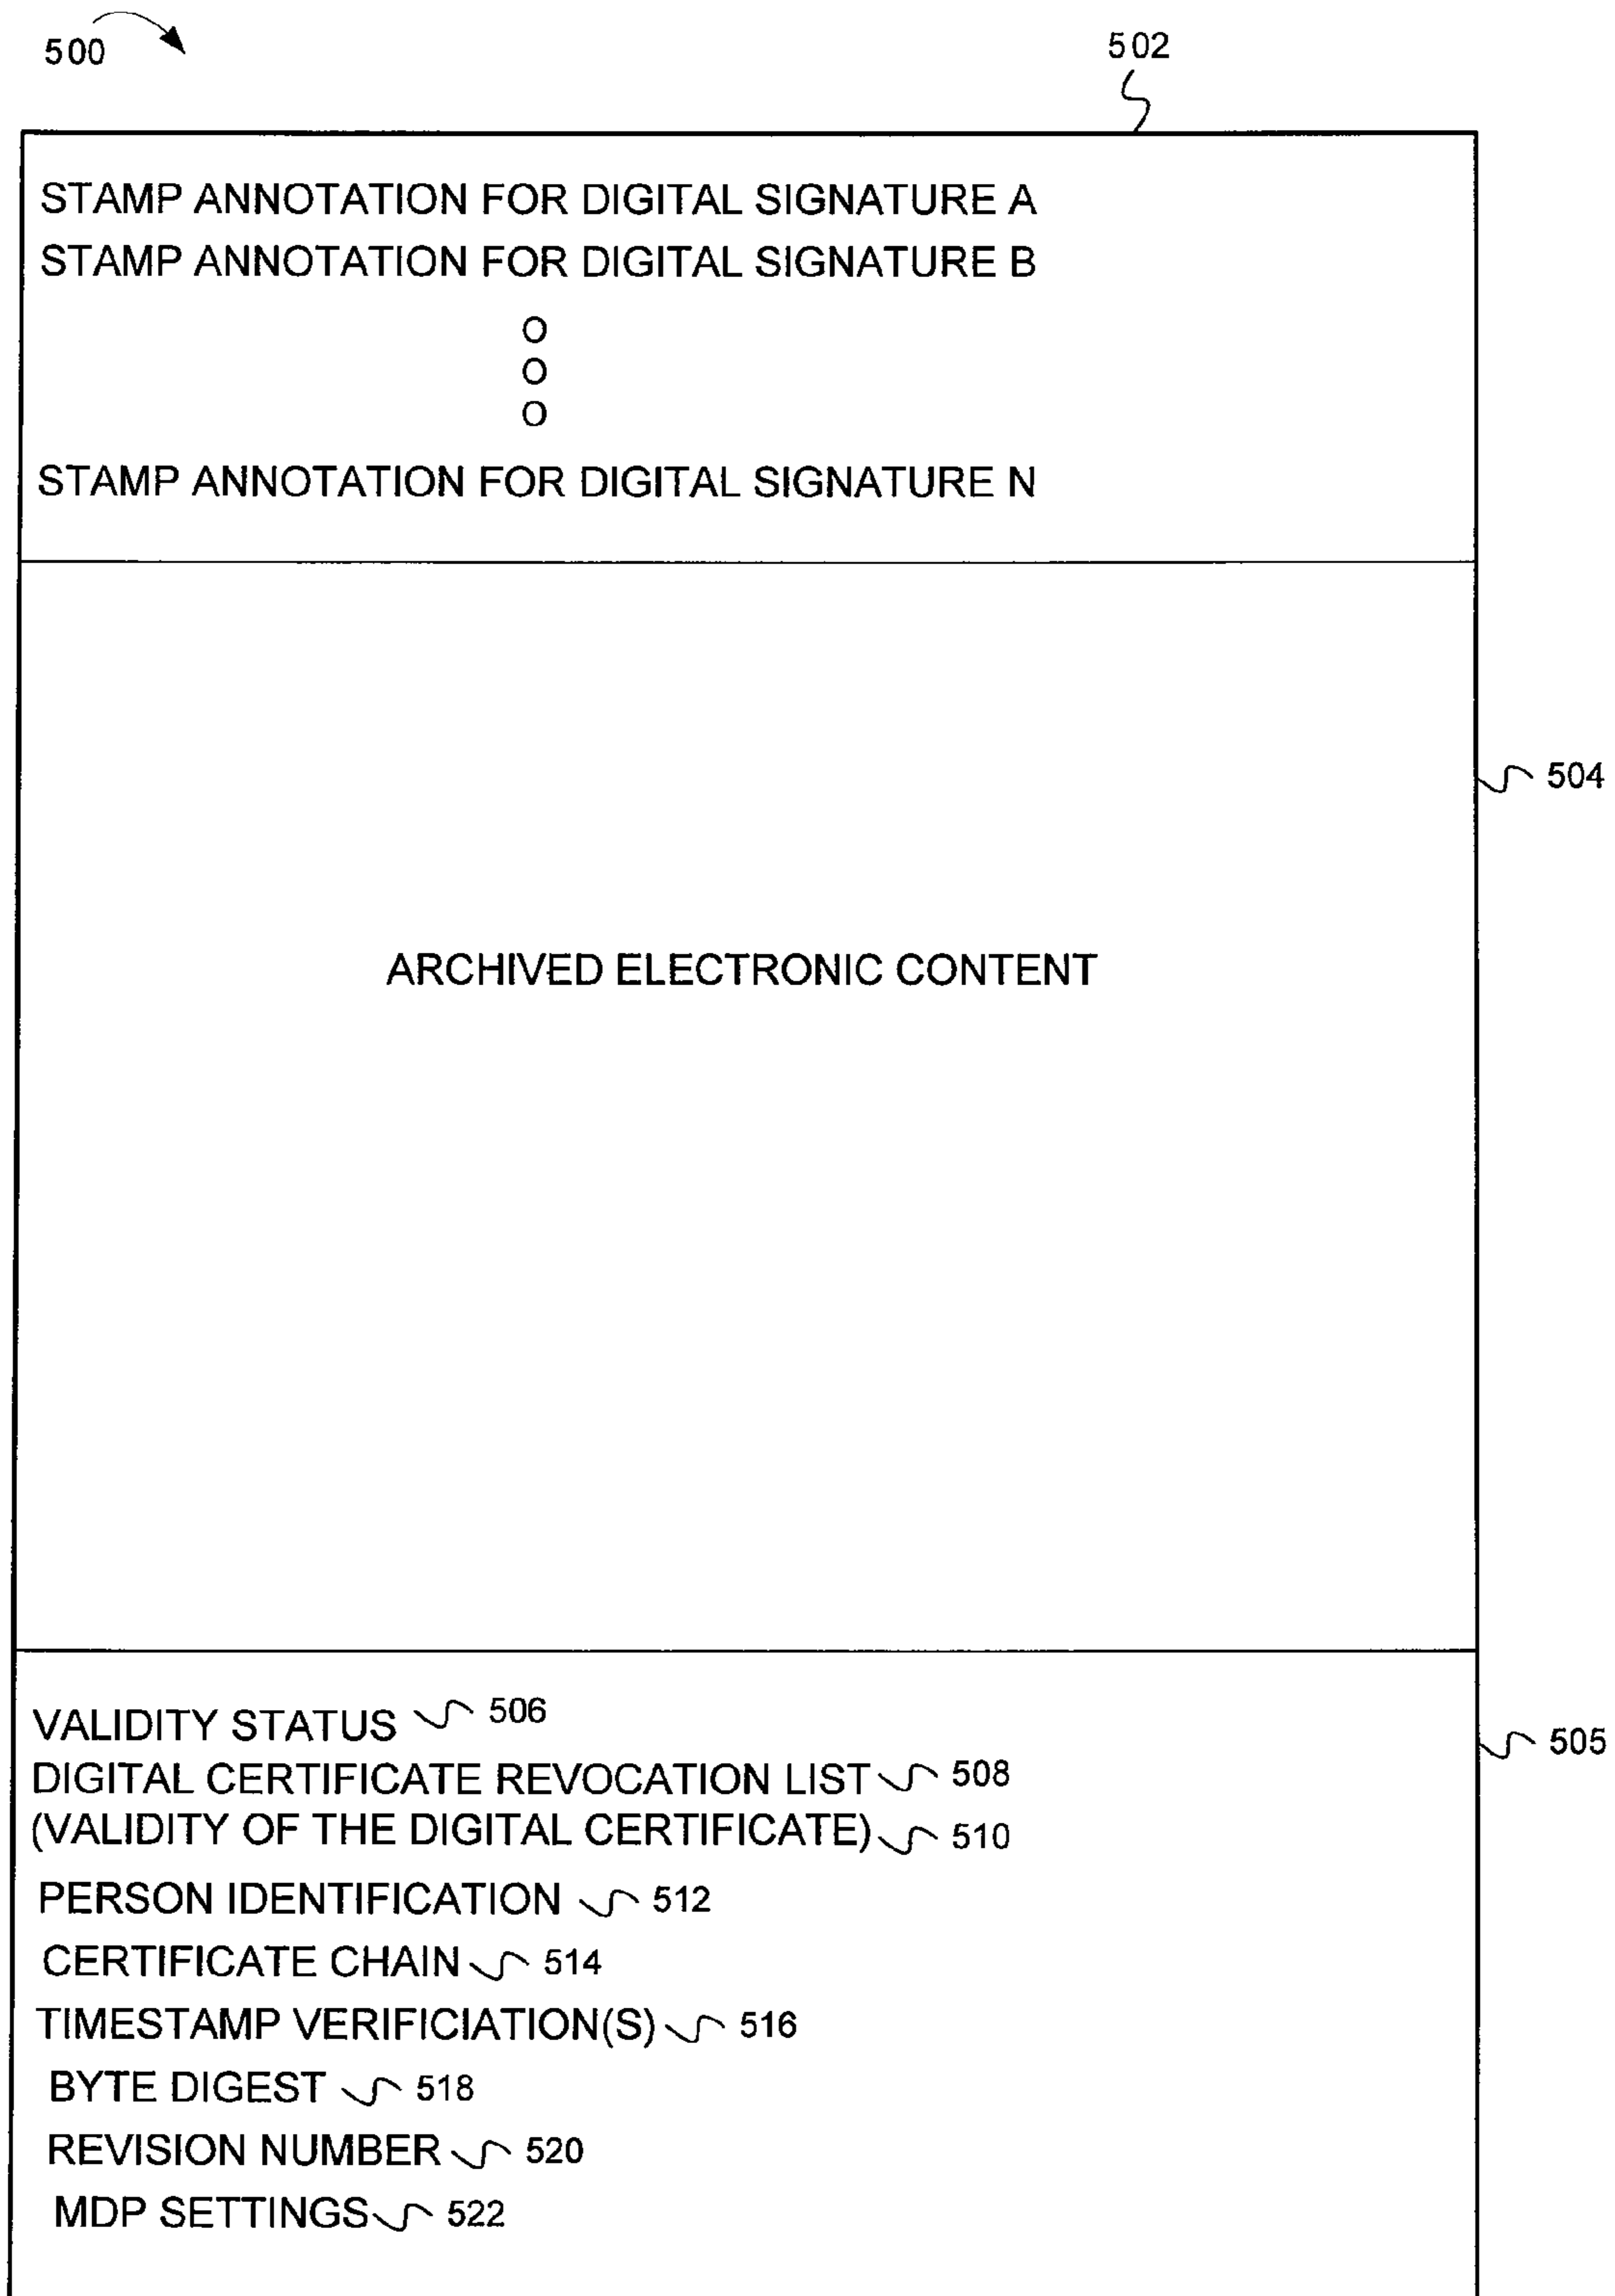 500
502
STAMP ANNOTATION FOR DIGITAL SIGNATURE A
STAMP ANNOTATION FOR DIGITAL SIGNATURE B
O
O
O
STAMP ANNOTATION FOR DIGITAL SIGNATURE N
504
ARCHIVED ELECTRONIC CONTENT
505
VALIDITY STATUS 506
DIGITAL CERTIFICATE REVOCATION LIST 508
(VALIDITY OF THE DIGITAL CERTIFICATE) 510
PERSON IDENTIFICATION 512
CERTIFICATE CHAIN 514
TIMESTAMP VERIFICIATION(S) 516
BYTE DIGEST 518
REVISION NUMBER 520
MDP SETTINGS 522